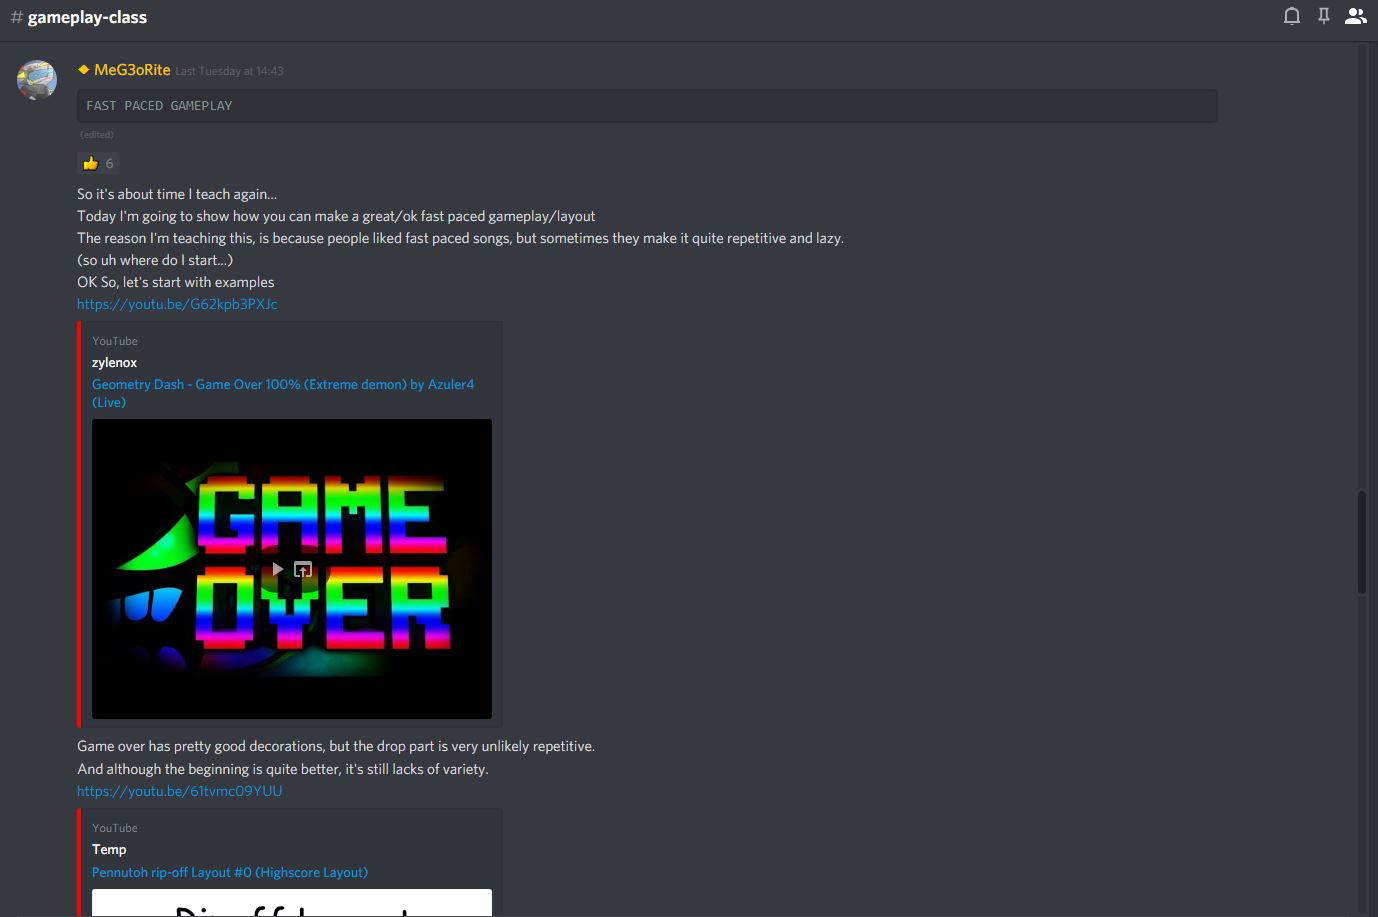 # gameplay-class
MeG3oRite Last Tuesday at 14:43
FAST PACED GAMEPLAY
(edited)
6
So it's about time I teach again...
Today I'm going to show how you can make a great/ok fast paced gameplay/layout
The reason I'm teaching this, is because people liked fast paced songs, but sometimes they make it quite repetitive and lazy.
(so uh where do I start...)
OK So, let's start with examples
https://youtu.be/G62kpb3PXJc
YouTube
zylenox
Geometry Dash - Game Over 100% (Extreme demon) by Azuler4
(Live)
GAME
OVER
Game over has pretty good decorations, but the drop part is very unlikely repetitive.
And although the beginning is quite better, it's still lacks of variety.
https://youtu.be/61tvmc09YUU
YouTube
Temp
Pennutoh rip-off Layout #0 (Highscore Layout)